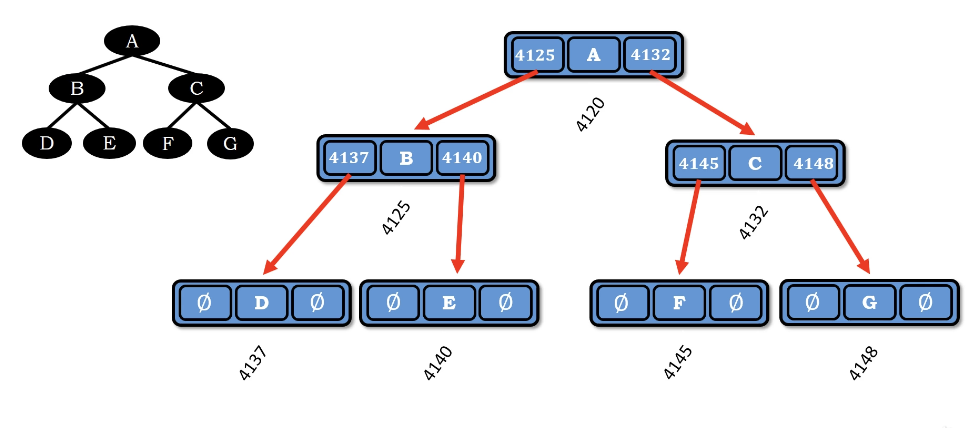 A
B C
D E F G
4125 A 4132
4120
4137 B 4140
4125
4145 C 4148
4132
∅ D ∅
4137
∅ E ∅
4140
∅ F ∅
4145
∅ G ∅
4148